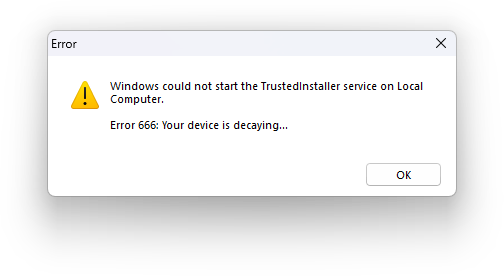 Error
Windows could not start the TrustedInstaller service on Local
Computer.
Error 666: Your device is decaying...
OK